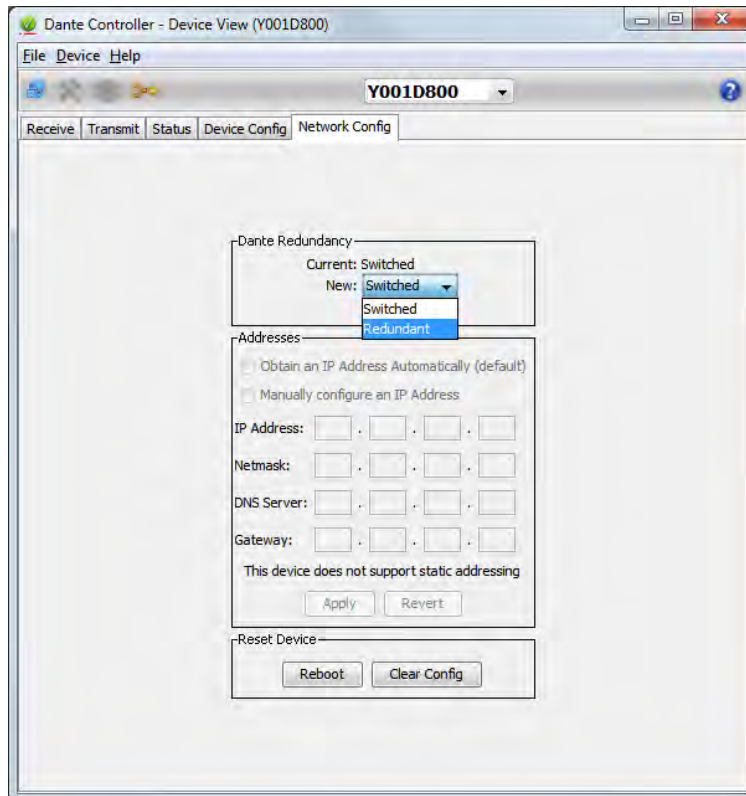 Dante Controller - Device View (Y001D800)
File Device Help
Y001D800
Receive Transmit Status Device Config Network Config
Dante Redundancy
Current: Switched
New: Switched
Switched
Redundant
Addresses
Obtain an IP Address Automatically (default)
Manually configure an IP Address
IP Address: . . .
Netmask: . . .
DNS Server: . . .
Gateway: . . .
This device does not support static addressing
Apply Revert
Reset Device
Reboot Clear Config